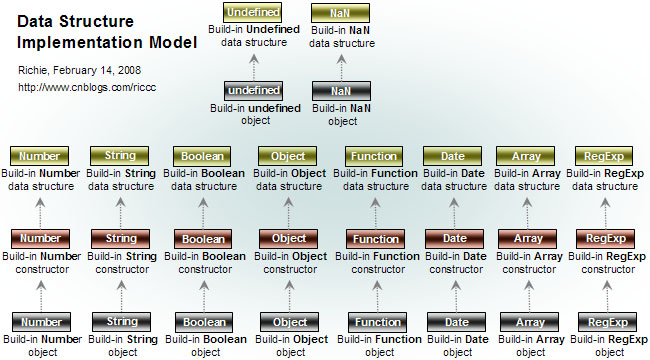 Data Structure
Implementation Model
Richie, February 14, 2008
http://www.cnblogs.com/riccc
Undefined
Build-in Undefined
data structure
NaN
Build-in NaN
data structure
undefined
Build-in undefined
object
NaN
Build-in NaN
object
Number
Build-in Number
data structure
String
Build-in String
data structure
Boolean
Build-in Boolean
data structure
Object
Build-in Object
data structure
Function
Build-in Function
data structure
Date
Build-in Date
data structure
Array
Build-in Array
data structure
RegExp
Build-in RegExp
data structure
Number
Build-in Number
constructor
String
Build-in String
constructor
Boolean
Build-in Boolean
constructor
Object
Build-in Object
constructor
Function
Build-in Function
constructor
Date
Build-in Date
constructor
Array
Build-in Array
constructor
RegExp
Build-in RegExp
constructor
Number
Build-in Number
object
String
Build-in String
object
Boolean
Build-in Boolean
object
Object
Build-in Object
object
Function
Build-in Function
object
Date
Build-in Date
object
Array
Build-in Array
object
RegExp
Build-in RegExp
object